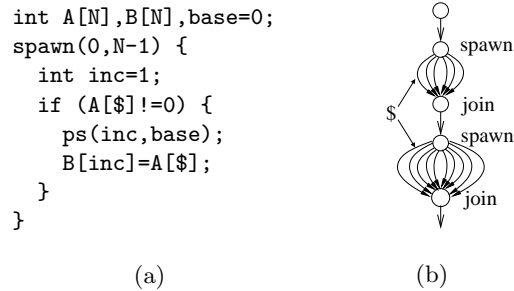 int A[N],B[N],base=0;
spawn(0,N-1) {
  int inc=1;
  if (A[$]!=0) {
    ps(inc,base);
    B[inc]=A[$];
  }
}
(a)
spawn
$
join
spawn
join
(b)